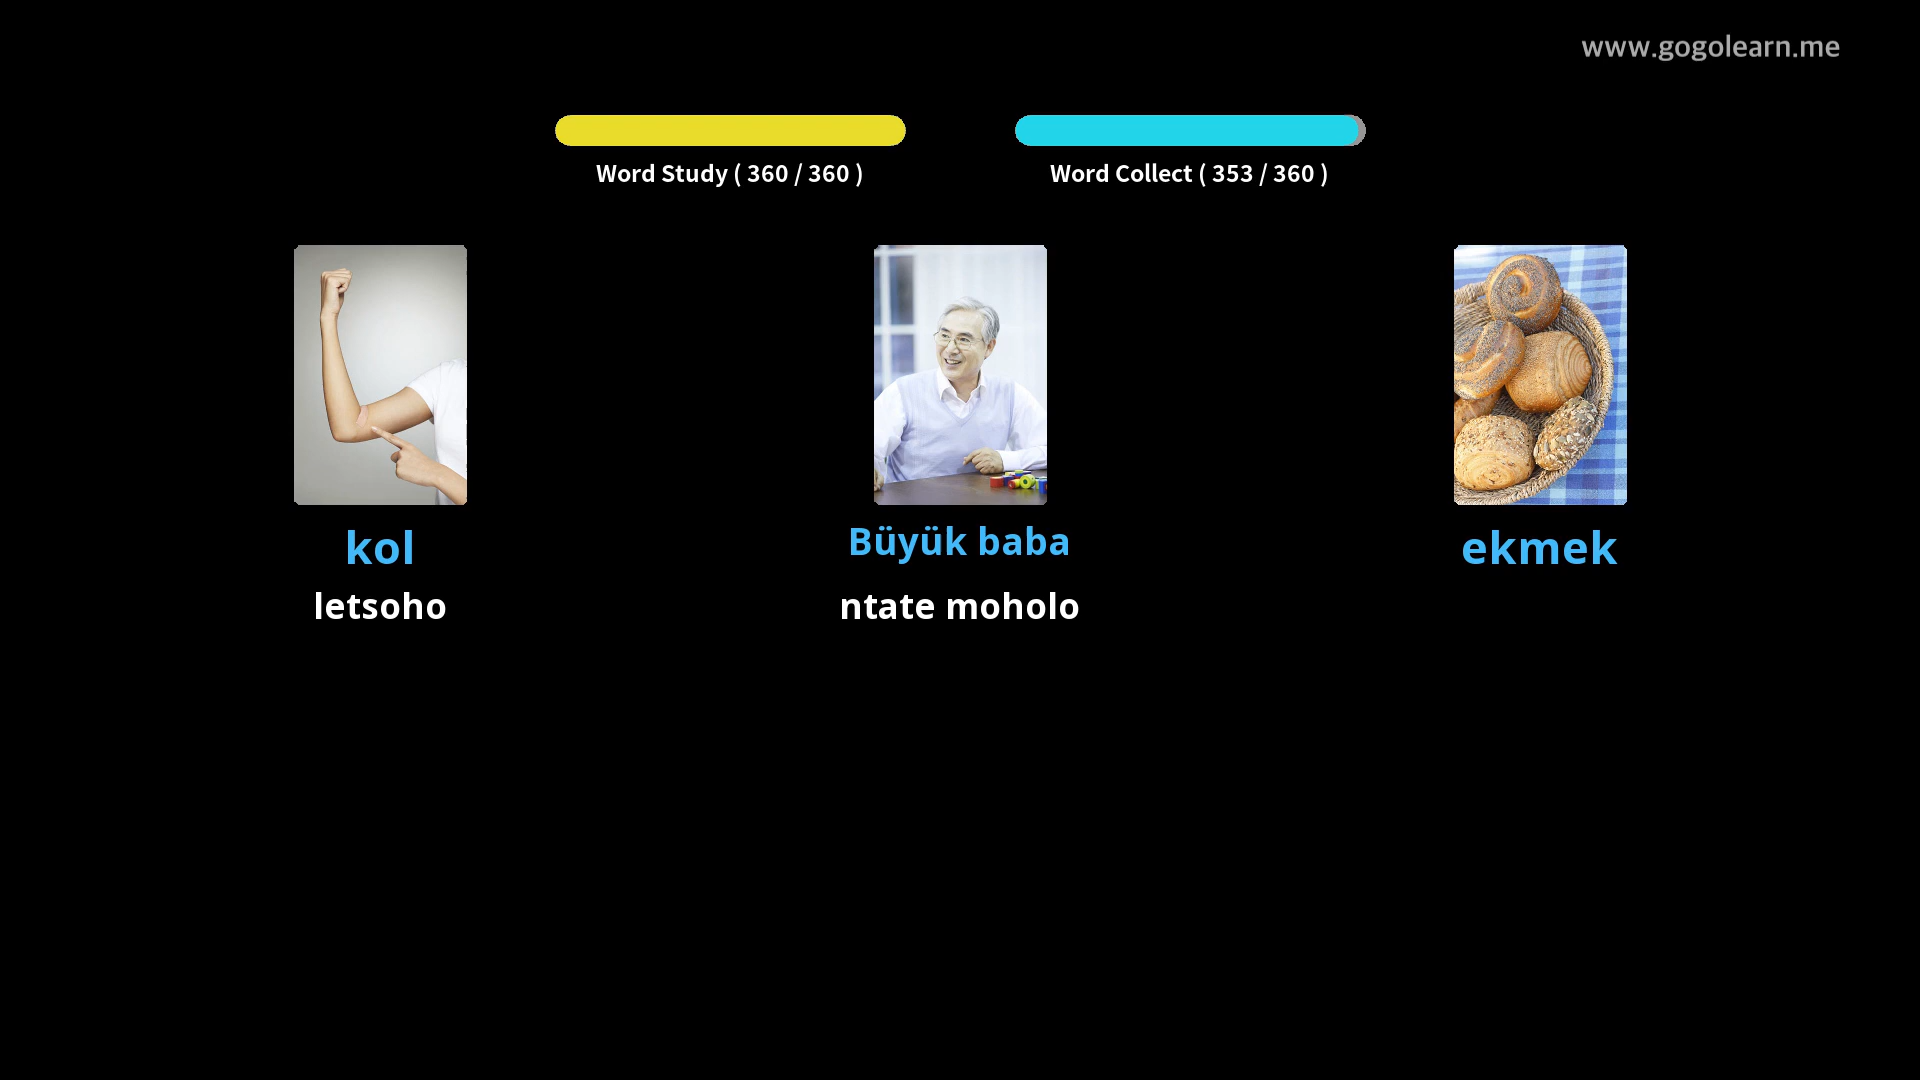 www.gogolearn.me
Word Study ( 360 / 360 )
Word Collect ( 353 / 360 )
kol
letsoho
Büyük baba
ntate moholo
ekmek